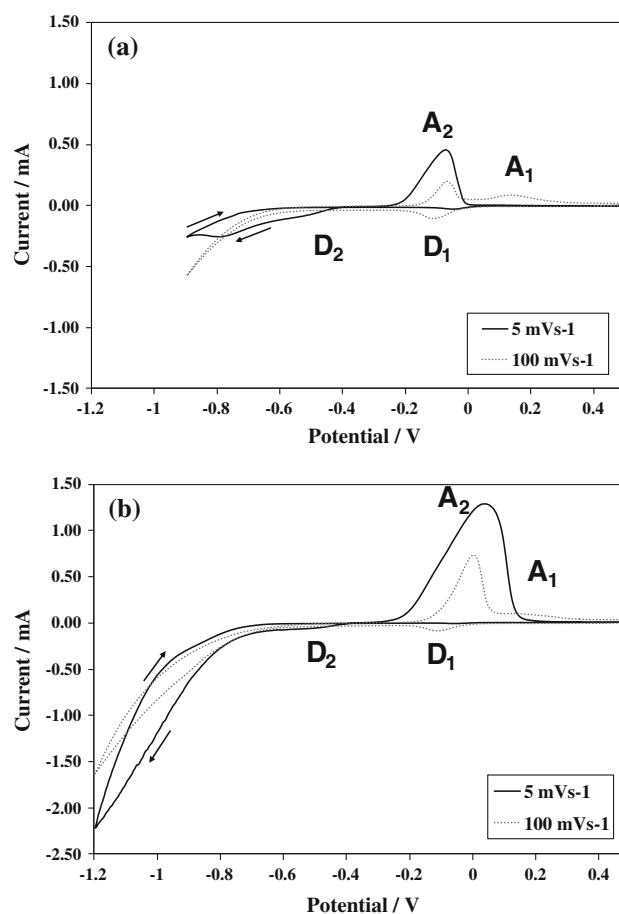 1.50
(a)
1.00
A2
0.50
A1
0.00
D2
D1
-0.50
-1.00
5 mVs-1
100 mVs-1
-1.50
-1.2 -1 -0.8 -0.6 -0.4 -0.2 0 0.2 0.4
Potential / V
Current / mA
1.50
(b)
A2
1.00
0.50
A1
0.00
D2
D1
-0.50
-1.00
-1.50
-2.00
5 mVs-1
100 mVs-1
-2.50
-1.2 -1 -0.8 -0.6 -0.4 -0.2 0 0.2 0.4
Potential / V
Current / mA